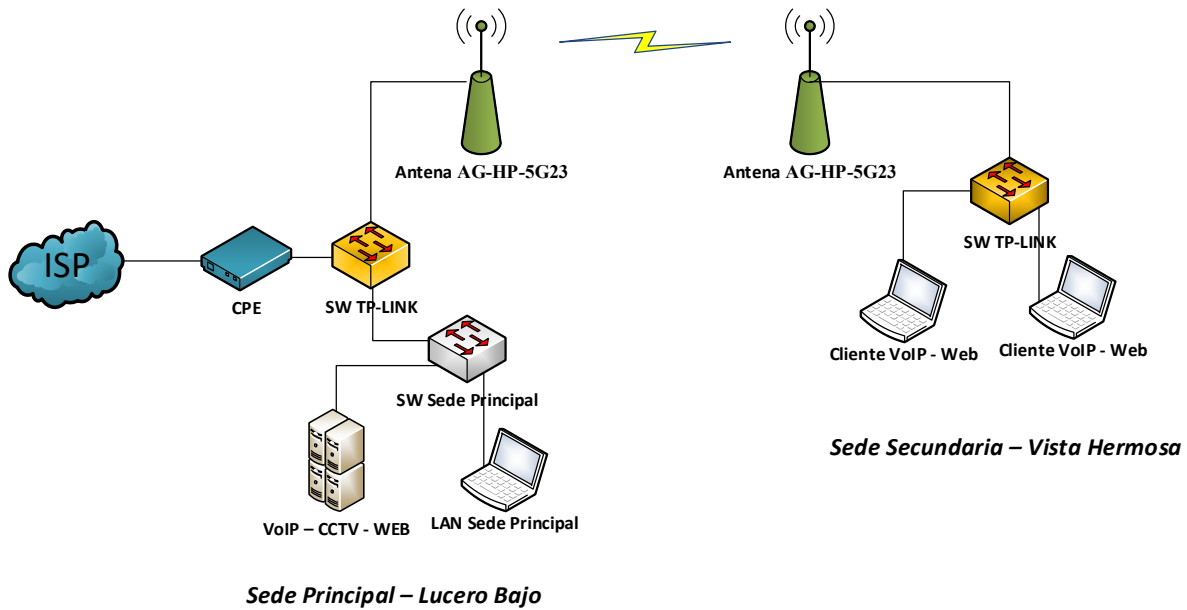 Antena AG-HP-5G23
Antena AG-HP-5G23
ISP
CPE
SW TP-LINK
SW TP-LINK
Cliente VoIP - Web
Cliente VoIP - Web
SW Sede Principal
VoIP – CCTV - WEB
LAN Sede Principal
Sede Secundaria – Vista Hermosa
Sede Principal – Lucero Bajo